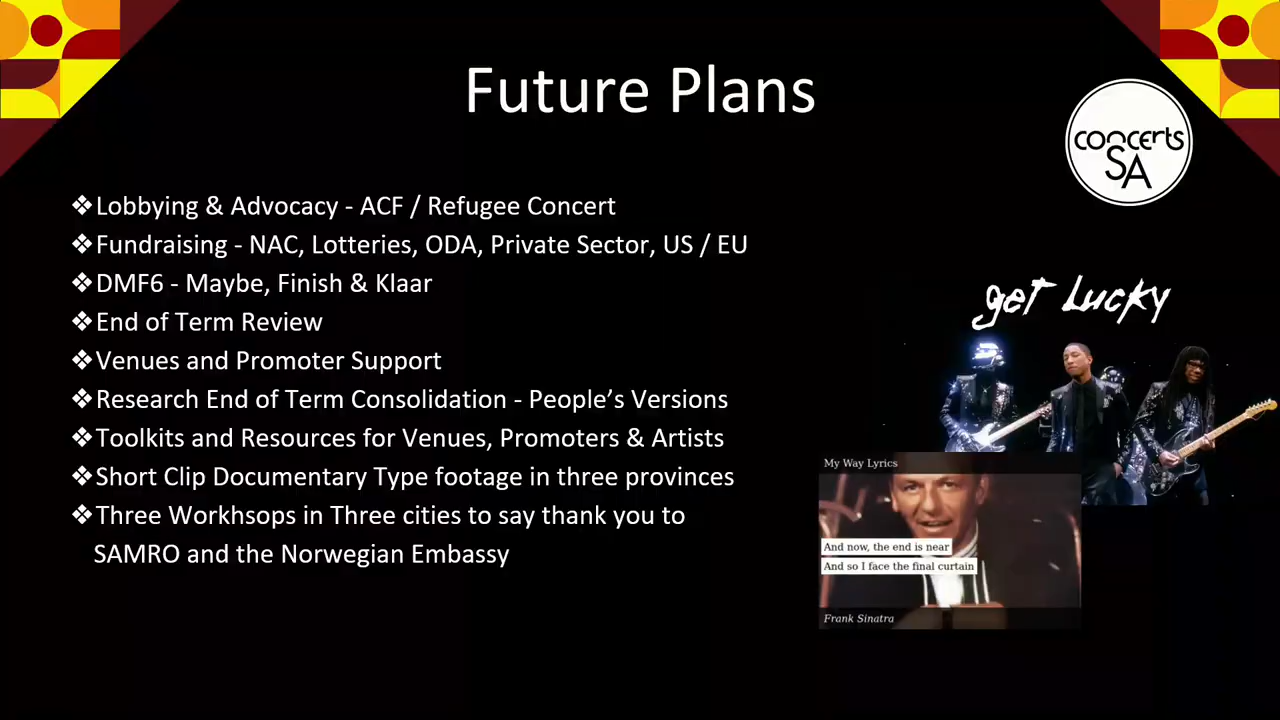 Future Plans
concerts
SA
❖Lobbying & Advocacy - ACF / Refugee Concert
❖Fundraising - NAC, Lotteries, ODA, Private Sector, US / EU
❖DMF6 - Maybe, Finish & Klaar
❖End of Term Review
❖Venues and Promoter Support
❖Research End of Term Consolidation - People’s Versions
❖Toolkits and Resources for Venues, Promoters & Artists
❖Short Clip Documentary Type footage in three provinces
❖Three Workhsops in Three cities to say thank you to
SAMRO and the Norwegian Embassy
get Lucky
My Way Lyrics
And now, the end is near
And so I face the final curtain
Frank Sinatra